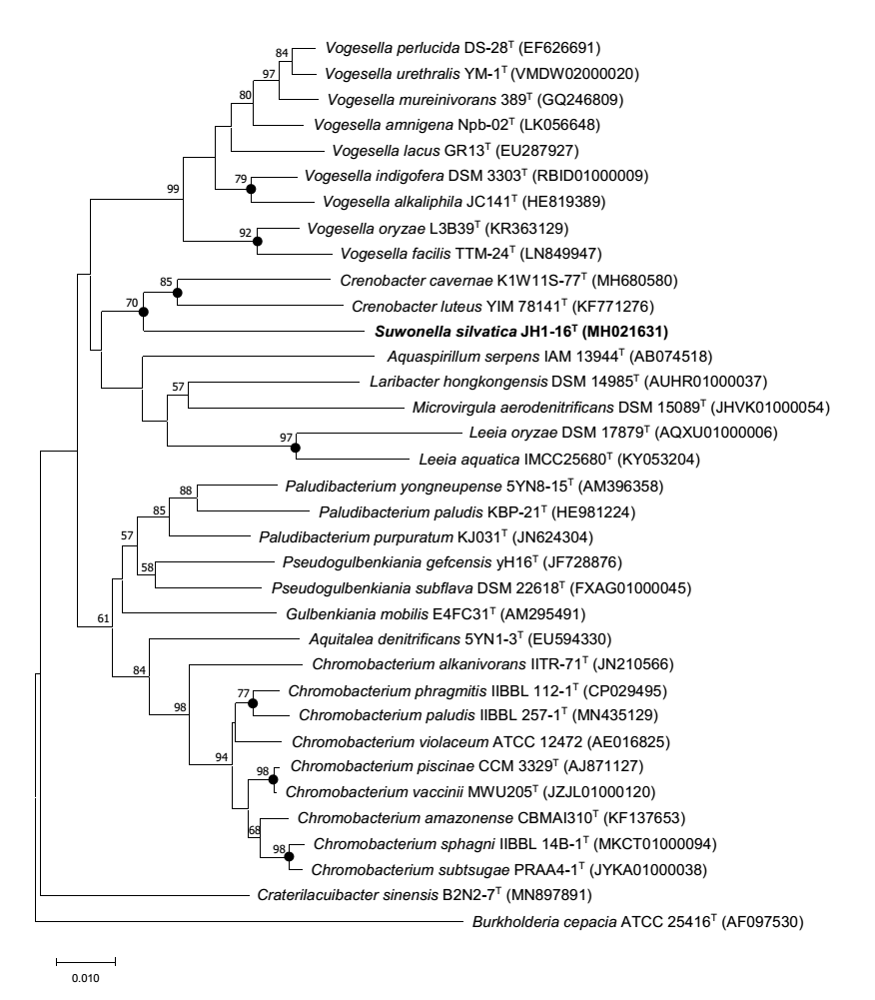 84
Vogesella perlucida DS-28ᵀ (EF626691)
97
Vogesella urethralis YM-1ᵀ (VMDW02000020)
80
Vogesella mureinivorans 389ᵀ (GQ246809)
Vogesella amnigena Npb-02ᵀ (LK056648)
Vogesella lacus GR13ᵀ (EU287927)
99
79
Vogesella indigofera DSM 3303ᵀ (RBID01000009)
Vogesella alkaliphila JC141ᵀ (HE819389)
92
Vogesella oryzae L3B39ᵀ (KR363129)
Vogesella facilis TTM-24ᵀ (LN849947)
85
Crenobacter cavernae K1W11S-77ᵀ (MH680580)
70
Crenobacter luteus YIM 78141ᵀ (KF771276)
Suwonella silvatica JH1-16ᵀ (MH021631)
Aquaspirillum serpens IAM 13944ᵀ (AB074518)
57
Laribacter hongkongensis DSM 14985ᵀ (AUHR01000037)
Microvirgula aerodenitrificans DSM 15089ᵀ (JHVK01000054)
97
Leeia oryzae DSM 17879ᵀ (AQXU01000006)
Leeia aquatica IMCC25680ᵀ (KY053204)
88
Paludibacterium yongneupense 5YN8-15ᵀ (AM396358)
85
Paludibacterium paludis KBP-21ᵀ (HE981224)
57
Paludibacterium purpuratum KJ031ᵀ (JN624304)
58
Pseudogulbenkiania gefcensis yH16ᵀ (JF728876)
Pseudogulbenkiania subflava DSM 22618ᵀ (FXAG01000045)
61
Gulbenkiania mobilis E4FC31ᵀ (AM295491)
84
Aquitalea denitrificans 5YN1-3ᵀ (EU594330)
98
Chromobacterium alkanivorans IITR-71ᵀ (JN210566)
77
Chromobacterium phragmitis IIBBL 112-1ᵀ (CP029495)
Chromobacterium paludis IIBBL 257-1ᵀ (MN435129)
94
Chromobacterium violaceum ATCC 12472 (AE016825)
98
Chromobacterium piscinae CCM 3329ᵀ (AJ871127)
Chromobacterium vaccinii MWU205ᵀ (JZJL01000120)
68
Chromobacterium amazonense CBMAI310ᵀ (KF137653)
98
Chromobacterium sphagni IIBBL 14B-1ᵀ (MKCT01000094)
Chromobacterium subtsugae PRAA4-1ᵀ (JYKA01000038)
Craterilacuibacter sinensis B2N2-7ᵀ (MN897891)
Burkholderia cepacia ATCC 25416ᵀ (AF097530)
0.010